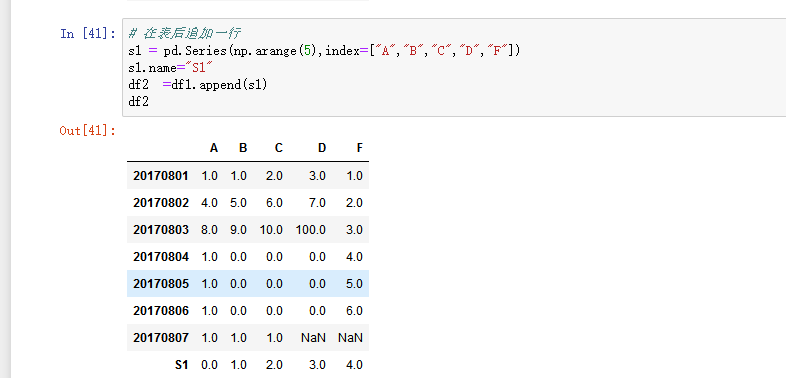 In [41]: # 在表后追加一行
s1 = pd.Series(np.arange(5),index=["A","B","C","D","F"])
s1.name="S1"
df2  =df1.append(s1)
df2
Out[41]:
A B C D F
20170801 1.0 1.0 2.0 3.0 1.0
20170802 4.0 5.0 6.0 7.0 2.0
20170803 8.0 9.0 10.0 100.0 3.0
20170804 1.0 0.0 0.0 0.0 4.0
20170805 1.0 0.0 0.0 0.0 5.0
20170806 1.0 0.0 0.0 0.0 6.0
20170807 1.0 1.0 1.0 NaN NaN
S1 0.0 1.0 2.0 3.0 4.0